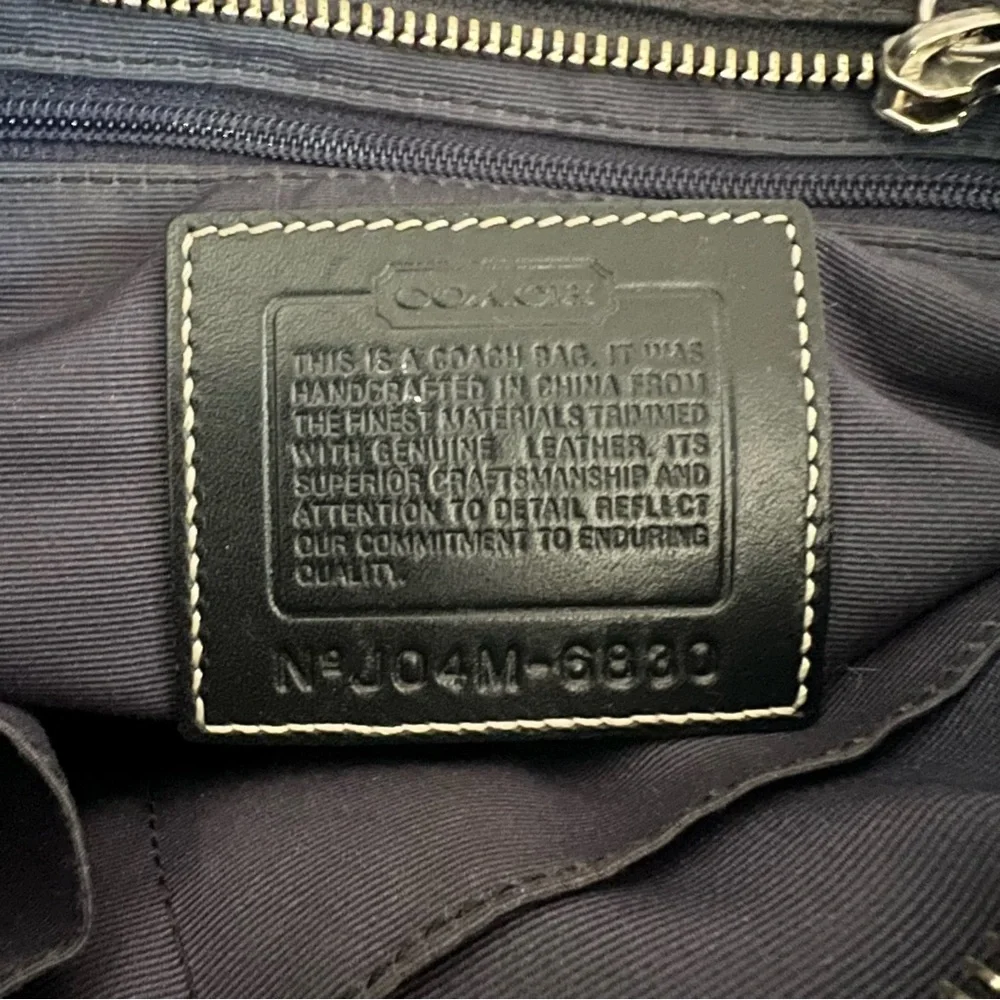 COACH
THIS IS A COACH BAG. IT WAS
HANDCRAFTED IN CHINA FROM
THE FINEST MATERIALS TRIMMED
WITH GENUINE LEATHER. ITS
SUPERIOR CRAFTSMANSHIP AND
ATTENTION TO DETAIL REFLECT
OUR COMMITMENT TO ENDURING
QUALITY.
Nº J04M-6830